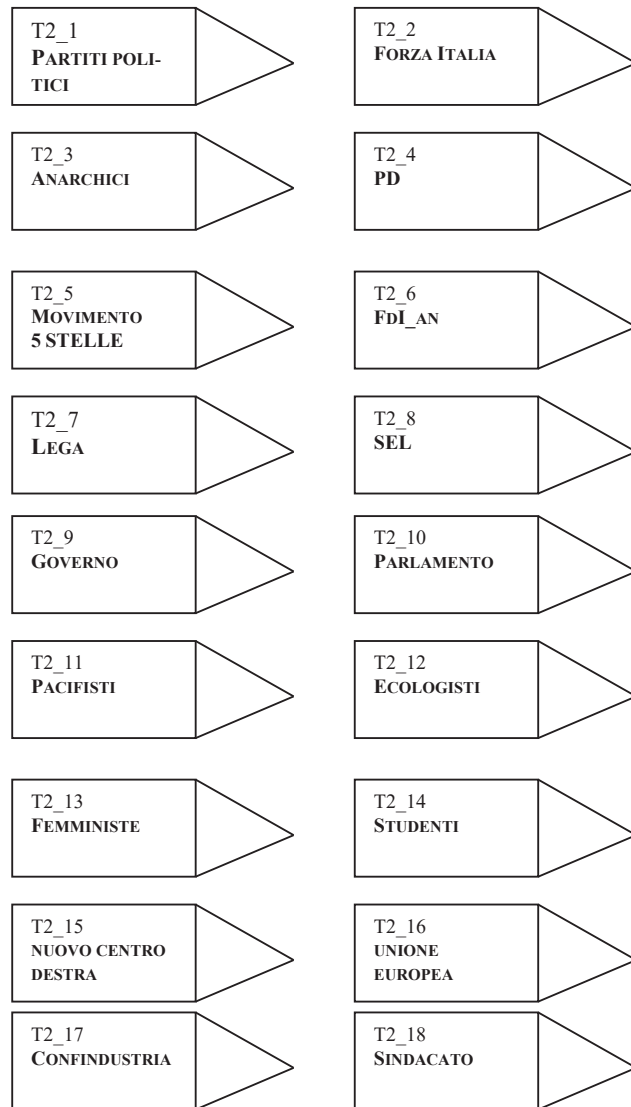 T2_1
PARTITI POLI-
TICI
T2_2
FORZA ITALIA
T2_3
ANARCHICI
T2_4
PD
T2_5
MOVIMENTO
5 STELLE
T2_6
FDI_AN
T2_7
LEGA
T2_8
SEL
T2_9
GOVERNO
T2_10
PARLAMENTO
T2_11
PACIFISTI
T2_12
ECOLOGISTI
T2_13
FEMMINISTE
T2_14
STUDENTI
T2_15
NUOVO CENTRO
DESTRA
T2_16
UNIONE
EUROPEA
T2_17
CONFINDUSTRIA
T2_18
SINDACATO